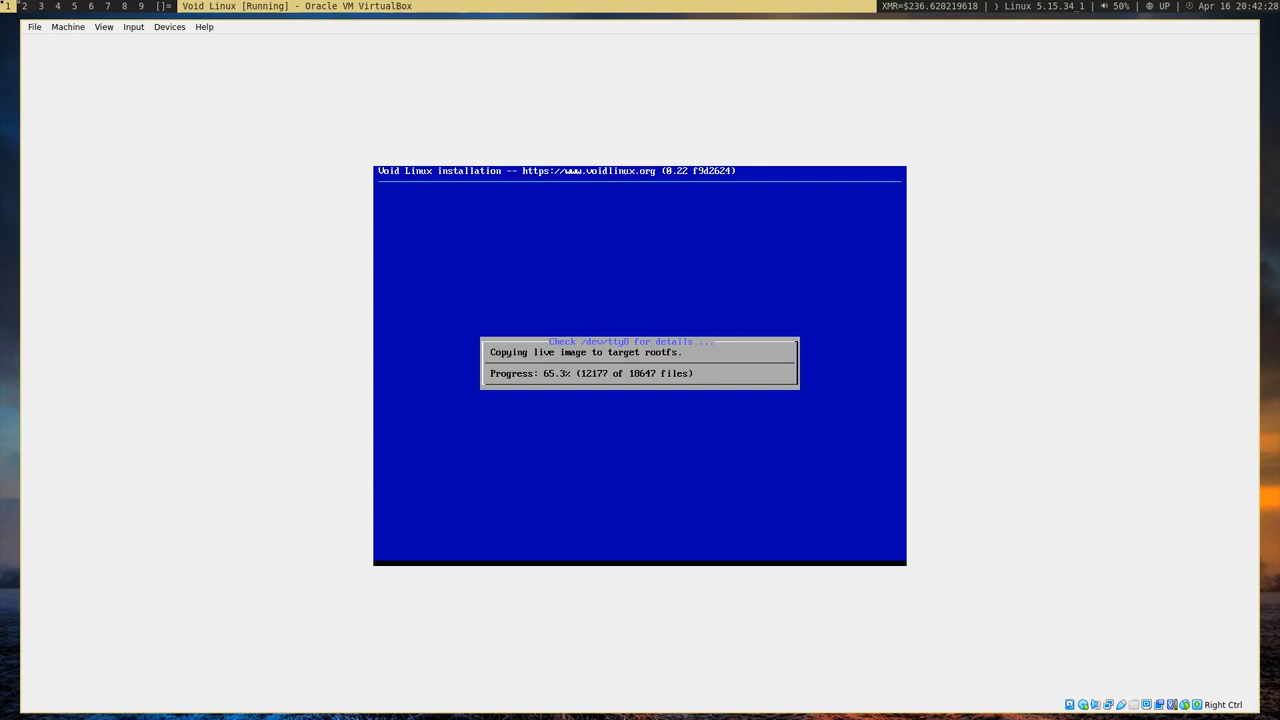 1 2 3 4 5 6 7 8 9 []= Void Linux [Running] - Oracle VM VirtualBox XMR=$236.620219618 | ❯ Linux 5.15.34_1 | 50% | UP | Apr 16 20:42:28
File Machine View Input Devices Help
Void Linux installation -- https://www.voidlinux.org (0.22 f9d2624)
Check /dev/tty8 for details ...
Copying live image to target rootfs.
Progress: 65.3% (12177 of 18647 files)
Right Ctrl